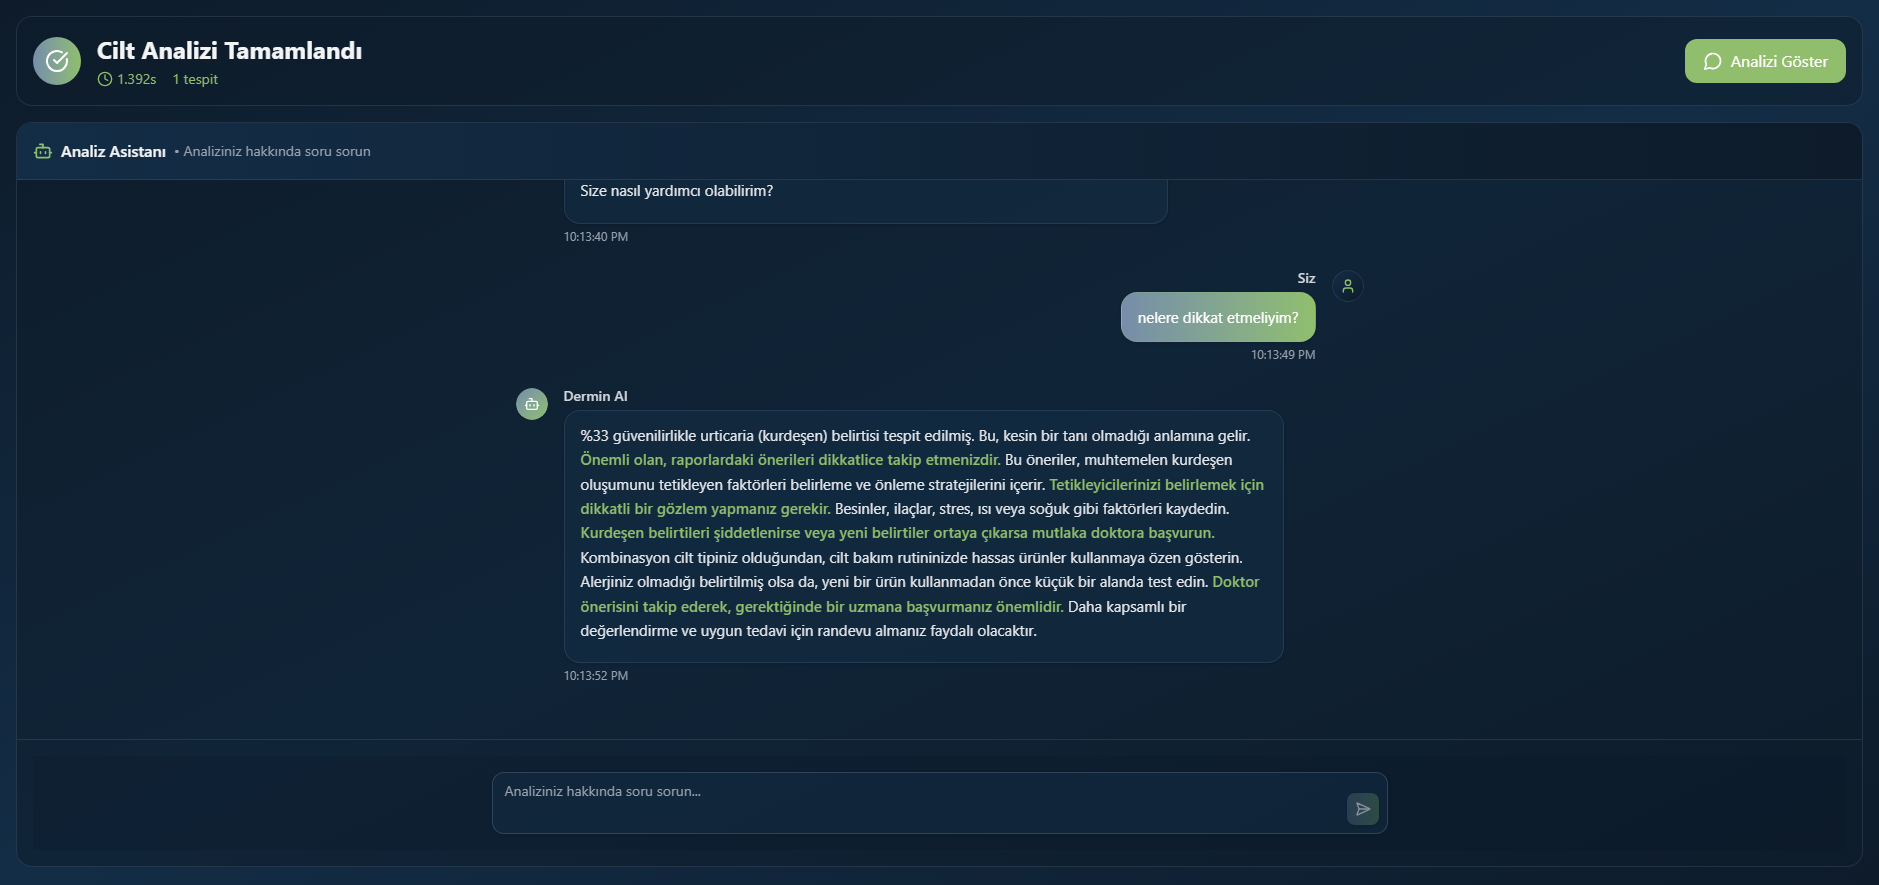 Cilt Analizi Tamamlandı
1.392s 1 tespit
Analizi Göster
Analiz Asistanı • Analiziniz hakkında soru sorun
Size nasıl yardımcı olabilirim?
10:13:40 PM
Siz
nelere dikkat etmeliyim?
10:13:49 PM
Dermin AI
%33 güvenilirlikle urticaria (kurdeşen) belirtisi tespit edilmiş. Bu, kesin bir tanı olmadığı anlamına gelir.
Önemli olan, raporlardaki önerileri dikkatlice takip etmenizdir. Bu öneriler, muhtemelen kurdeşen
oluşumunu tetikleyen faktörleri belirleme ve önleme stratejilerini içerir. Tetikleyicilerinizi belirlemek için
dikkatli bir gözlem yapmanız gerekir. Besinler, ilaçlar, stres, ısı veya soğuk gibi faktörleri kaydedin.
Kurdeşen belirtileri şiddetlenirse veya yeni belirtiler ortaya çıkarsa mutlaka doktora başvurun.
Kombinasyon cilt tipiniz olduğundan, cilt bakım rutininizde hassas ürünler kullanmaya özen gösterin.
Alerjiniz olmadığı belirtilmiş olsa da, yeni bir ürün kullanmadan önce küçük bir alanda test edin. Doktor
önerisini takip ederek, gerektiğinde bir uzmana başvurmanız önemlidir. Daha kapsamlı bir
değerlendirme ve uygun tedavi için randevu almanız faydalı olacaktır.
10:13:52 PM
Analiziniz hakkında soru sorun...